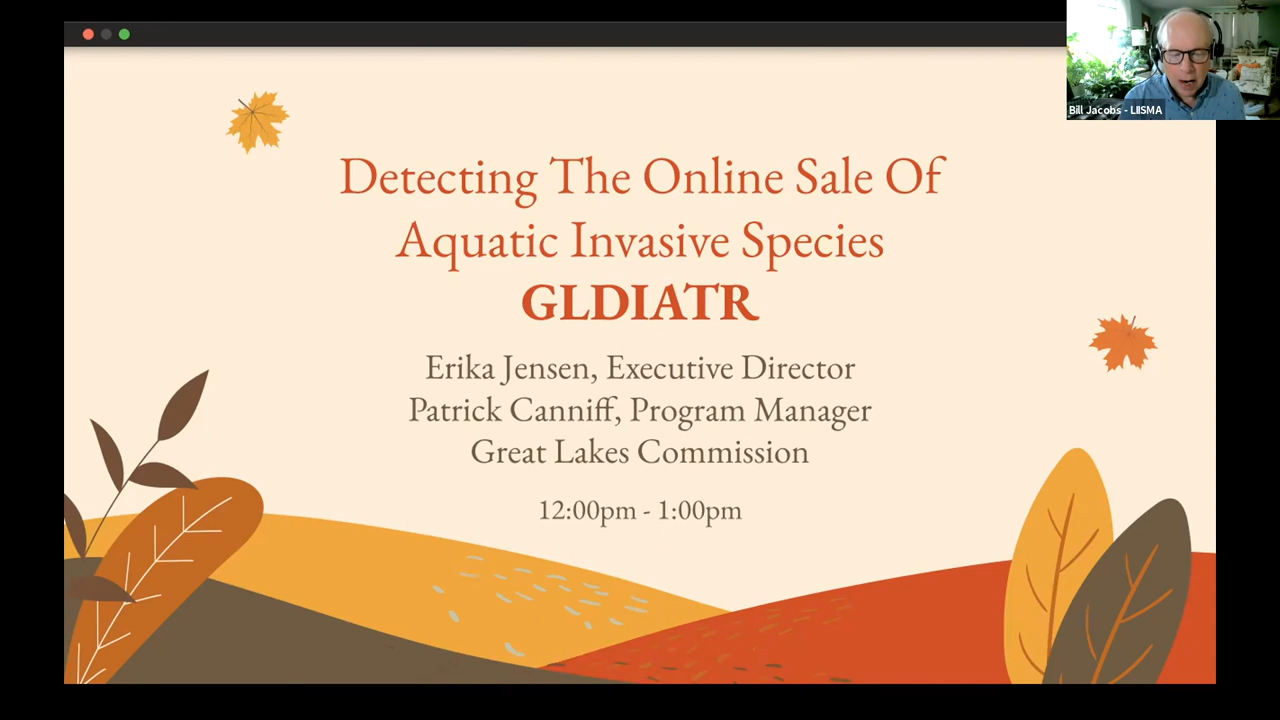 Detecting The Online Sale Of
Aquatic Invasive Species
GLDIATR
Erika Jensen, Executive Director
Patrick Canniff, Program Manager
Great Lakes Commission
12:00pm - 1:00pm
Bill Jacobs - LIISMA